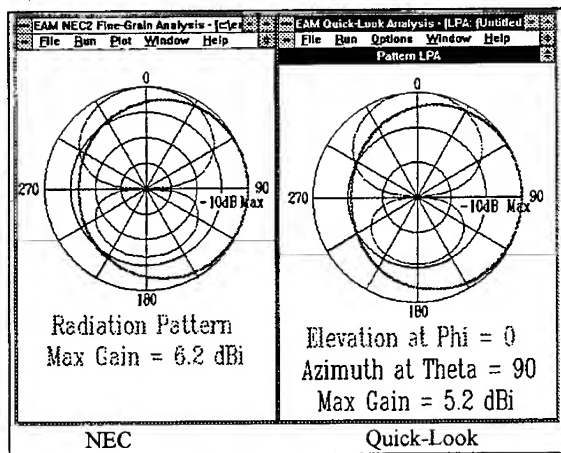 EAM NEC2 Fine-Grain Analysis - [c:\en
File Run Plot Window Help
0
270
90
-10dB Max
180
Radiation Pattern
Max Gain = 6.2 dBi
NEC
EAM Quick-Look Analysis - [LPA: (Untitled
File Run Options Window Help
Pattern LPA
0
270
90
-10dB Max
180
Elevation at Phi = 0
Azimuth at Theta = 90
Max Gain = 5.2 dBi
Quick-Look